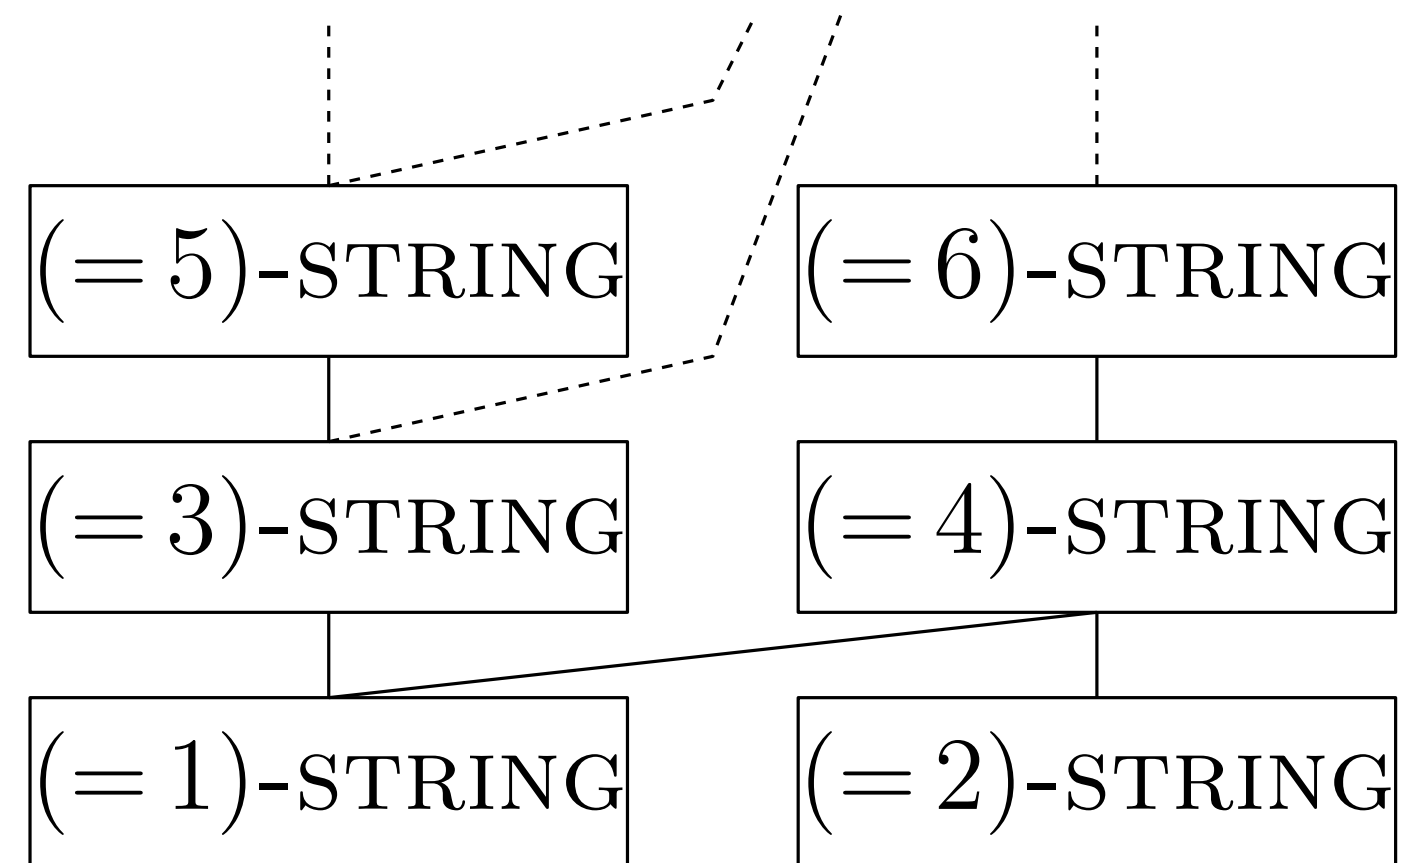 (= 5)-STRING (= 6)-STRING
(= 3)-STRING (= 4)-STRING
(= 1)-STRING (= 2)-STRING